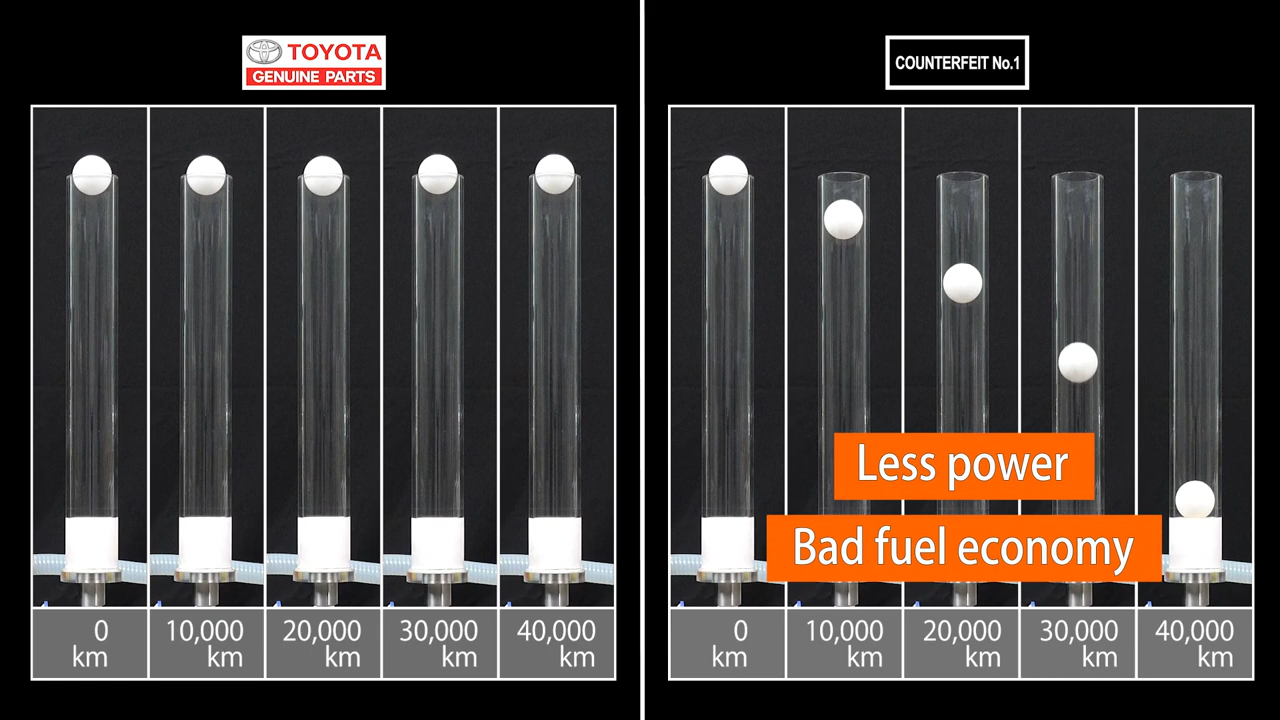 TOYOTA
GENUINE PARTS
0
km
10,000
km
20,000
km
30,000
km
40,000
km
COUNTERFEIT No.1
Less power
Bad fuel economy
0
km
10,000
km
20,000
km
30,000
km
40,000
km